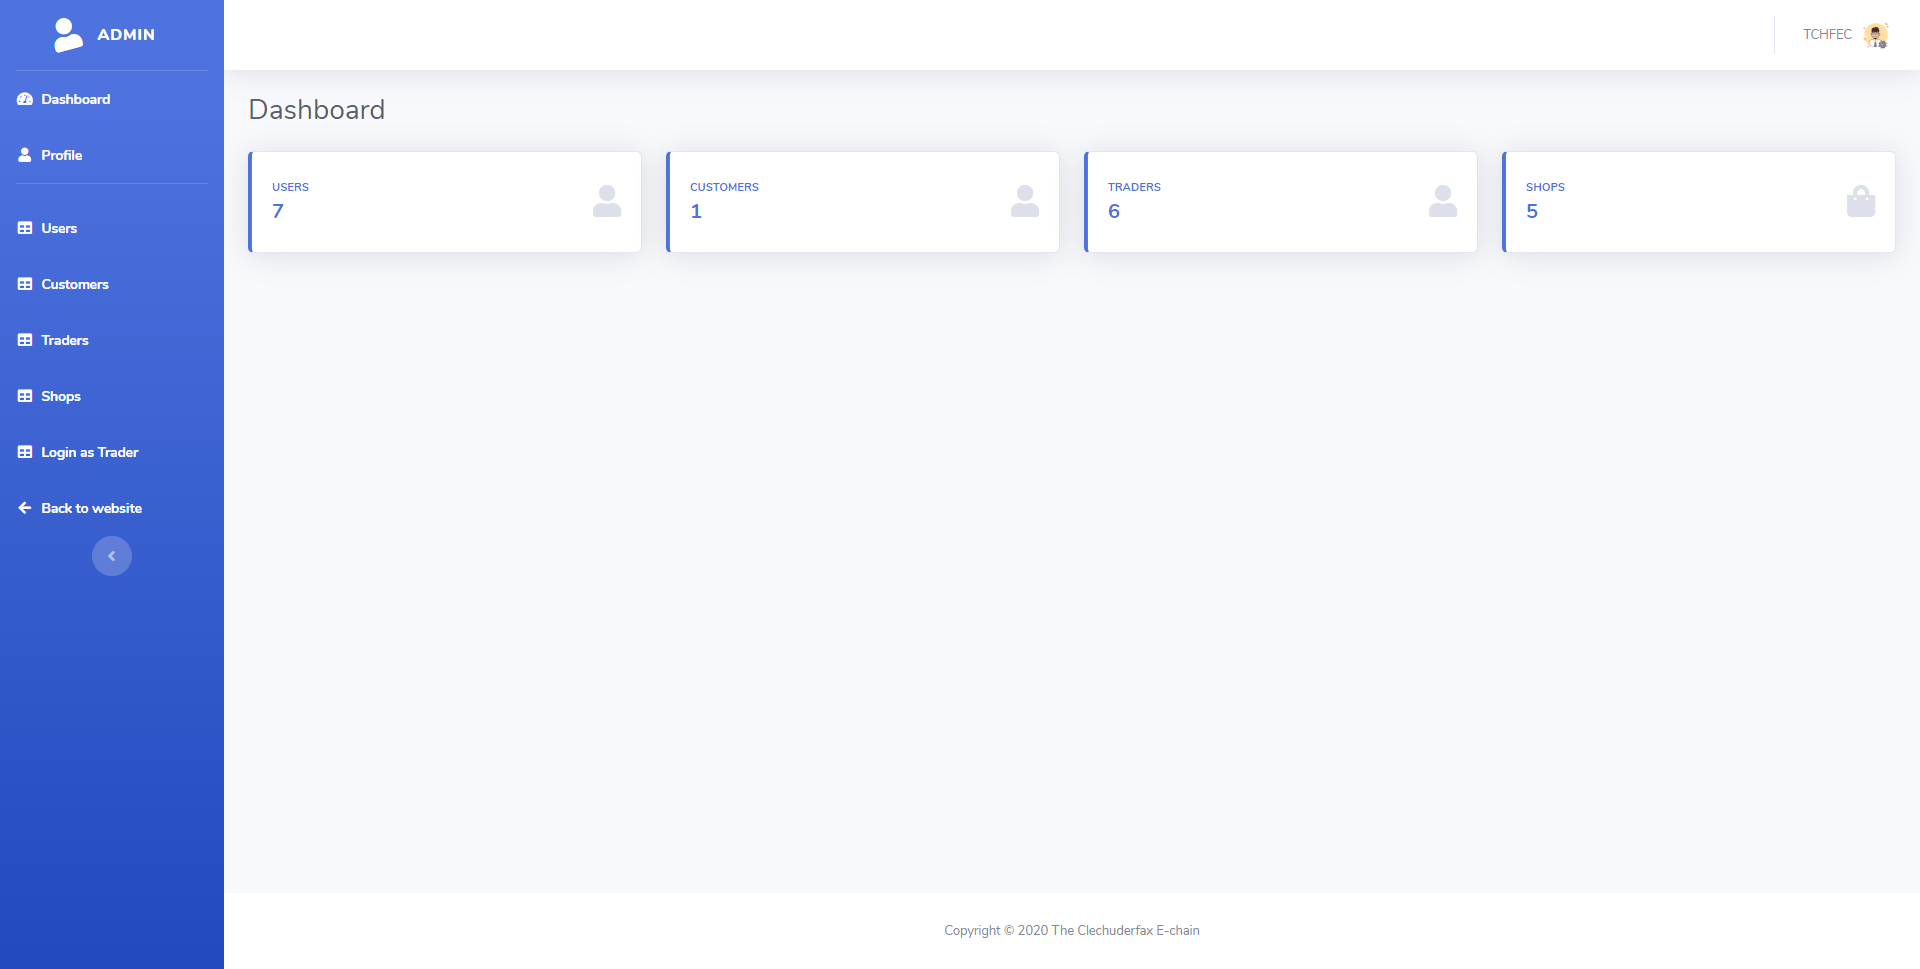 ADMIN
Dashboard
Profile
Users
Customers
Traders
Shops
Login as Trader
Back to website
TCHFEC
Dashboard
USERS
7
CUSTOMERS
1
TRADERS
6
SHOPS
5
Copyright © 2020 The Clechuderfax E-chain